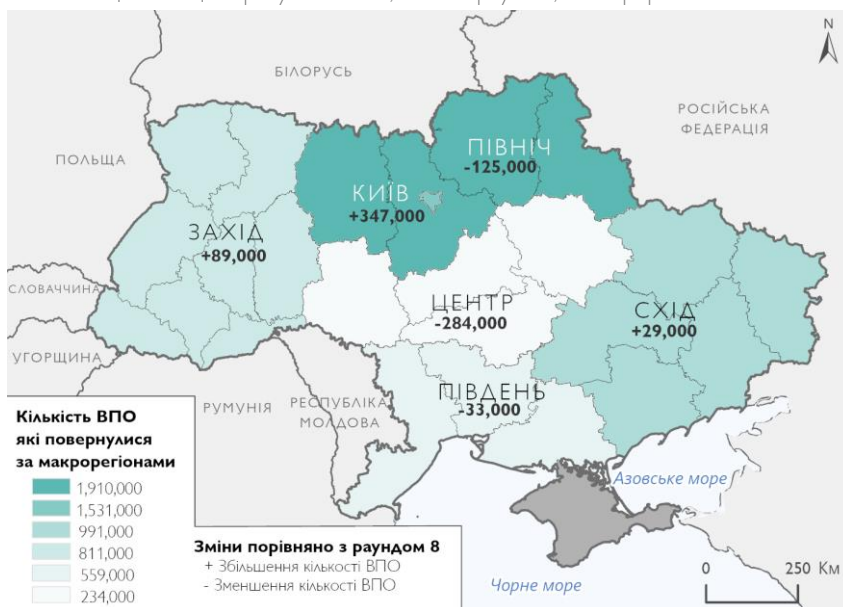 N
БІЛОРУСЬ
РОСІЙСЬКА
ФЕДЕРАЦІЯ
ПІВНІЧ
-125,000
ПОЛЬЩА
КИЇВ
+347,000
ЗАХІД
+89,000
СЛОВАЧЧИНА
ЦЕНТР
-284,000
СХІД
+29,000
УГОРЩИНА
ПІВДЕНЬ
-33,000
РУМУНІЯ
РЕСПУБЛІКА
МОЛДОВА
Кількість ВПО
які повернулися
за макрорегіонами
1,910,000
1,531,000
991,000
811,000
559,000
234,000
Азовське море
Зміни порівняно з раундом 8
+ Збільшення кількості ВПО
- Зменшення кількості ВПО
Чорне море
0 250 Км